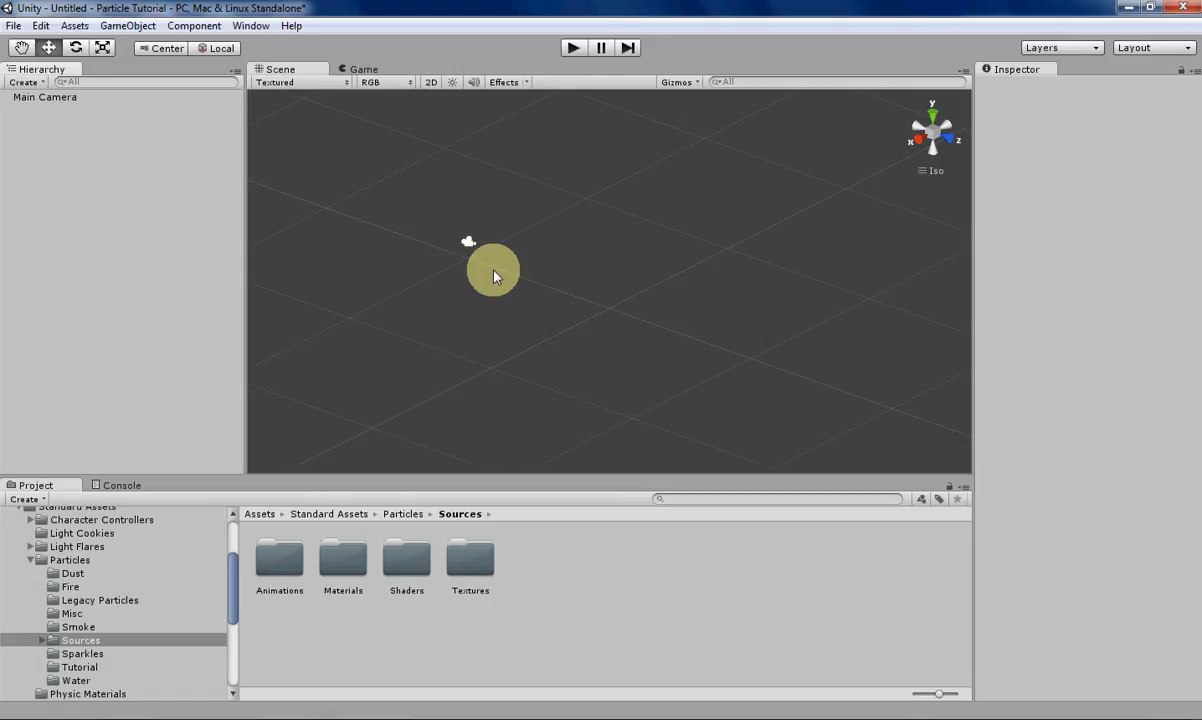 Unity - Untitled - Particle Tutorial - PC, Mac & Linux Standalone*
File Edit Assets GameObject Component Window Help
Center Local Layers Layout
Hierarchy
Create All
Main Camera
Scene Game
Textured RGB 2D Effects Gizmos All
y
x z
Iso
Inspector
Project Console
Create
Standard Assets
Character Controllers
Light Cookies
Light Flares
Particles
Dust
Fire
Legacy Particles
Misc
Smoke
Sources
Sparkles
Tutorial
Water
Physic Materials
Assets Standard Assets Particles Sources
Animations Materials Shaders Textures